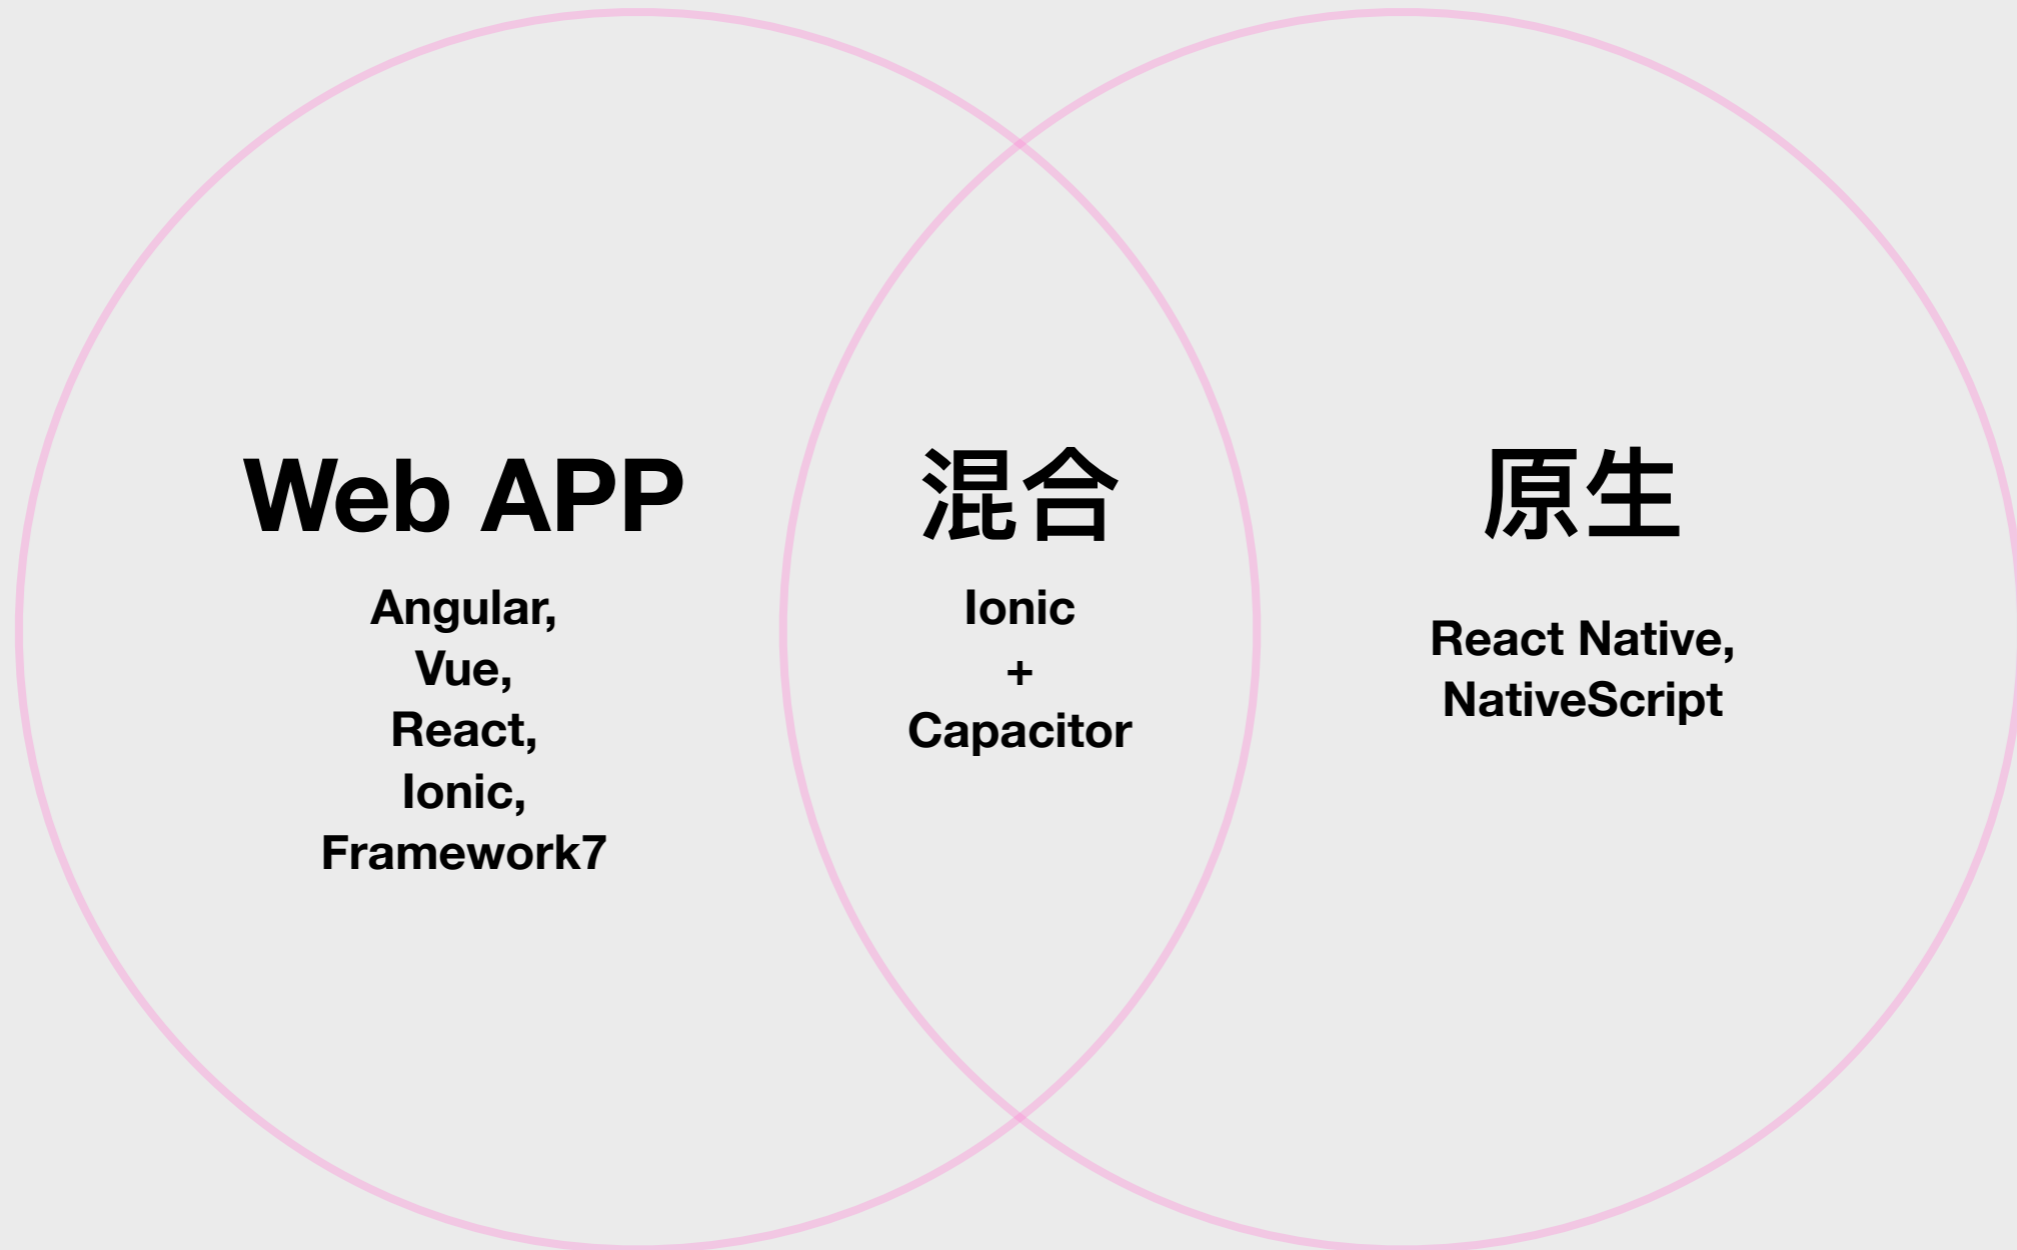 Web APP
Angular,
Vue,
React,
Ionic,
Framework7
混合
Ionic
+
Capacitor
原生
React Native,
NativeScript